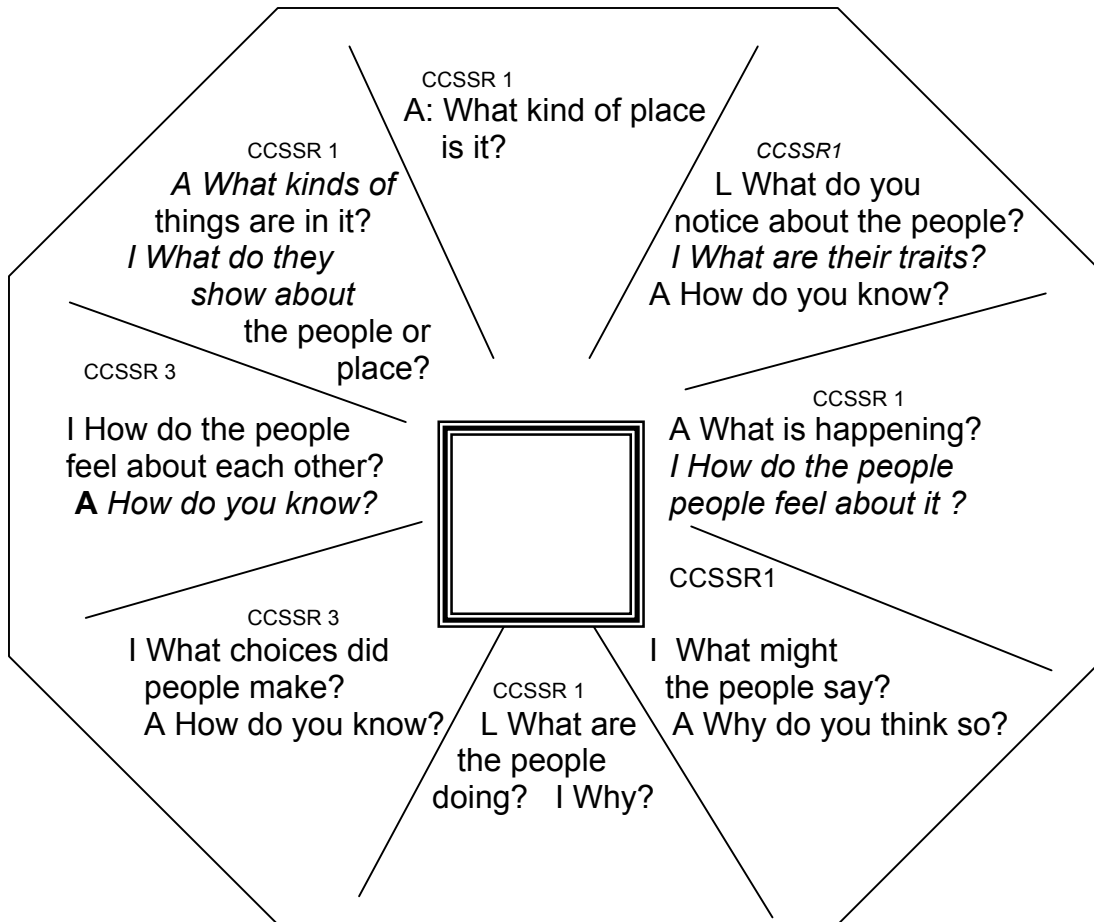 CCSSR 1
A: What kind of place
is it?
CCSSR1
L What do you
notice about the people?
I What are their traits?
A How do you know?
CCSSR 1
A What is happening?
I How do the people
people feel about it ?
CCSSR1
I What might
the people say?
A Why do you think so?
CCSSR 1
L What are
the people
doing? I Why?
CCSSR 3
I What choices did
people make?
A How do you know?
CCSSR 3
I How do the people
feel about each other?
A How do you know?
CCSSR 1
A What kinds of
things are in it?
I What do they
show about
the people or
place?